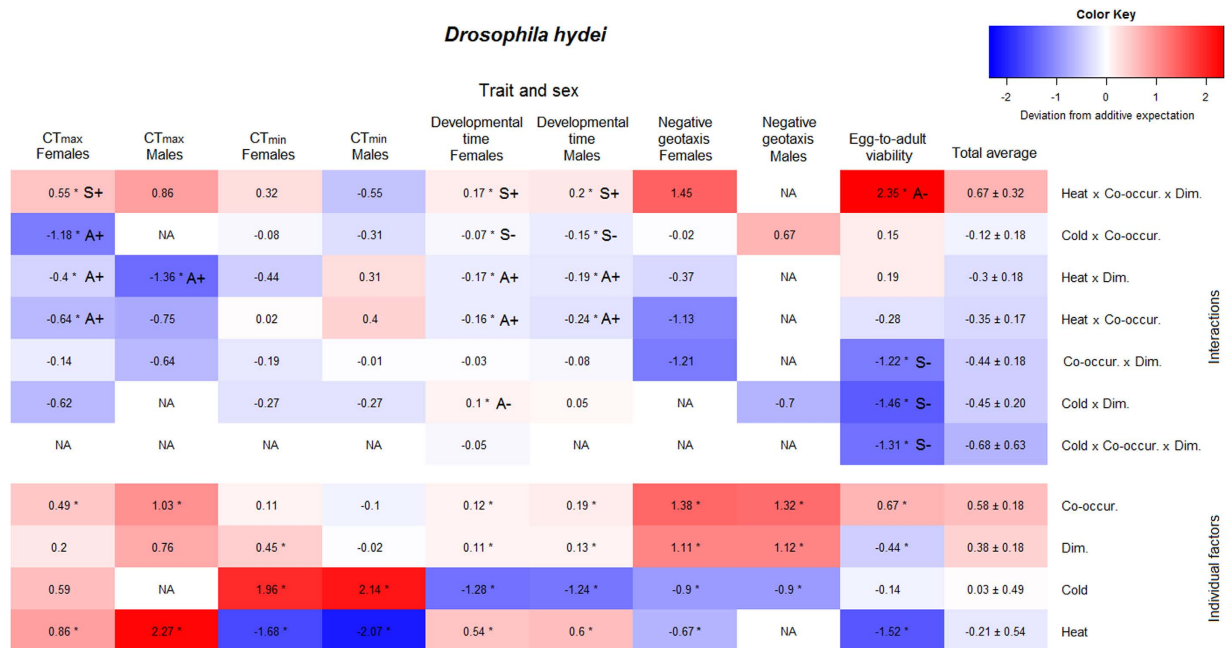 Drosophila hydei
Color Key
-2 -1 0 1 2
Deviation from additive expectation
Trait and sex
CTmax Females
CTmax Males
CTmin Females
CTmin Males
Developmental time Females
Developmental time Males
Negative geotaxis Females
Negative geotaxis Males
Egg-to-adult viability
Total average
0.55 * S+ 0.86 0.32 -0.55 0.17 * S+ 0.2 * S+ 1.45 NA 2.35 * A- 0.67 ± 0.32 Heat x Co-occur. x Dim.
-1.18 * A+ NA -0.08 -0.31 -0.07 * S- -0.15 * S- -0.02 0.67 0.15 -0.12 ± 0.18 Cold x Co-occur.
-0.4 * A+ -1.36 * A+ -0.44 0.31 -0.17 * A+ -0.19 * A+ -0.37 NA 0.19 -0.3 ± 0.18 Heat x Dim.
-0.64 * A+ -0.75 0.02 0.4 -0.16 * A+ -0.24 * A+ -1.13 NA -0.28 -0.35 ± 0.17 Heat x Co-occur.
-0.14 -0.64 -0.19 -0.01 -0.03 -0.08 -1.21 NA -1.22 * S- -0.44 ± 0.18 Co-occur. x Dim.
-0.62 NA -0.27 -0.27 0.1 * A- 0.05 NA -0.7 -1.46 * S- -0.45 ± 0.20 Cold x Dim.
NA NA NA NA -0.05 NA NA NA -1.31 * S- -0.68 ± 0.63 Cold x Co-occur. x Dim.
Interactions
0.49 * 1.03 * 0.11 -0.1 0.12 * 0.19 * 1.38 * 1.32 * 0.67 * 0.58 ± 0.18 Co-occur.
0.2 0.76 0.45 * -0.02 0.11 * 0.13 * 1.11 * 1.12 * -0.44 * 0.38 ± 0.18 Dim.
0.59 NA 1.96 * 2.14 * -1.28 * -1.24 * -0.9 * -0.9 * -0.14 0.03 ± 0.49 Cold
0.86 * 2.27 * -1.68 * -2.07 * 0.54 * 0.6 * -0.67 * NA -1.52 * -0.21 ± 0.54 Heat
Individual factors